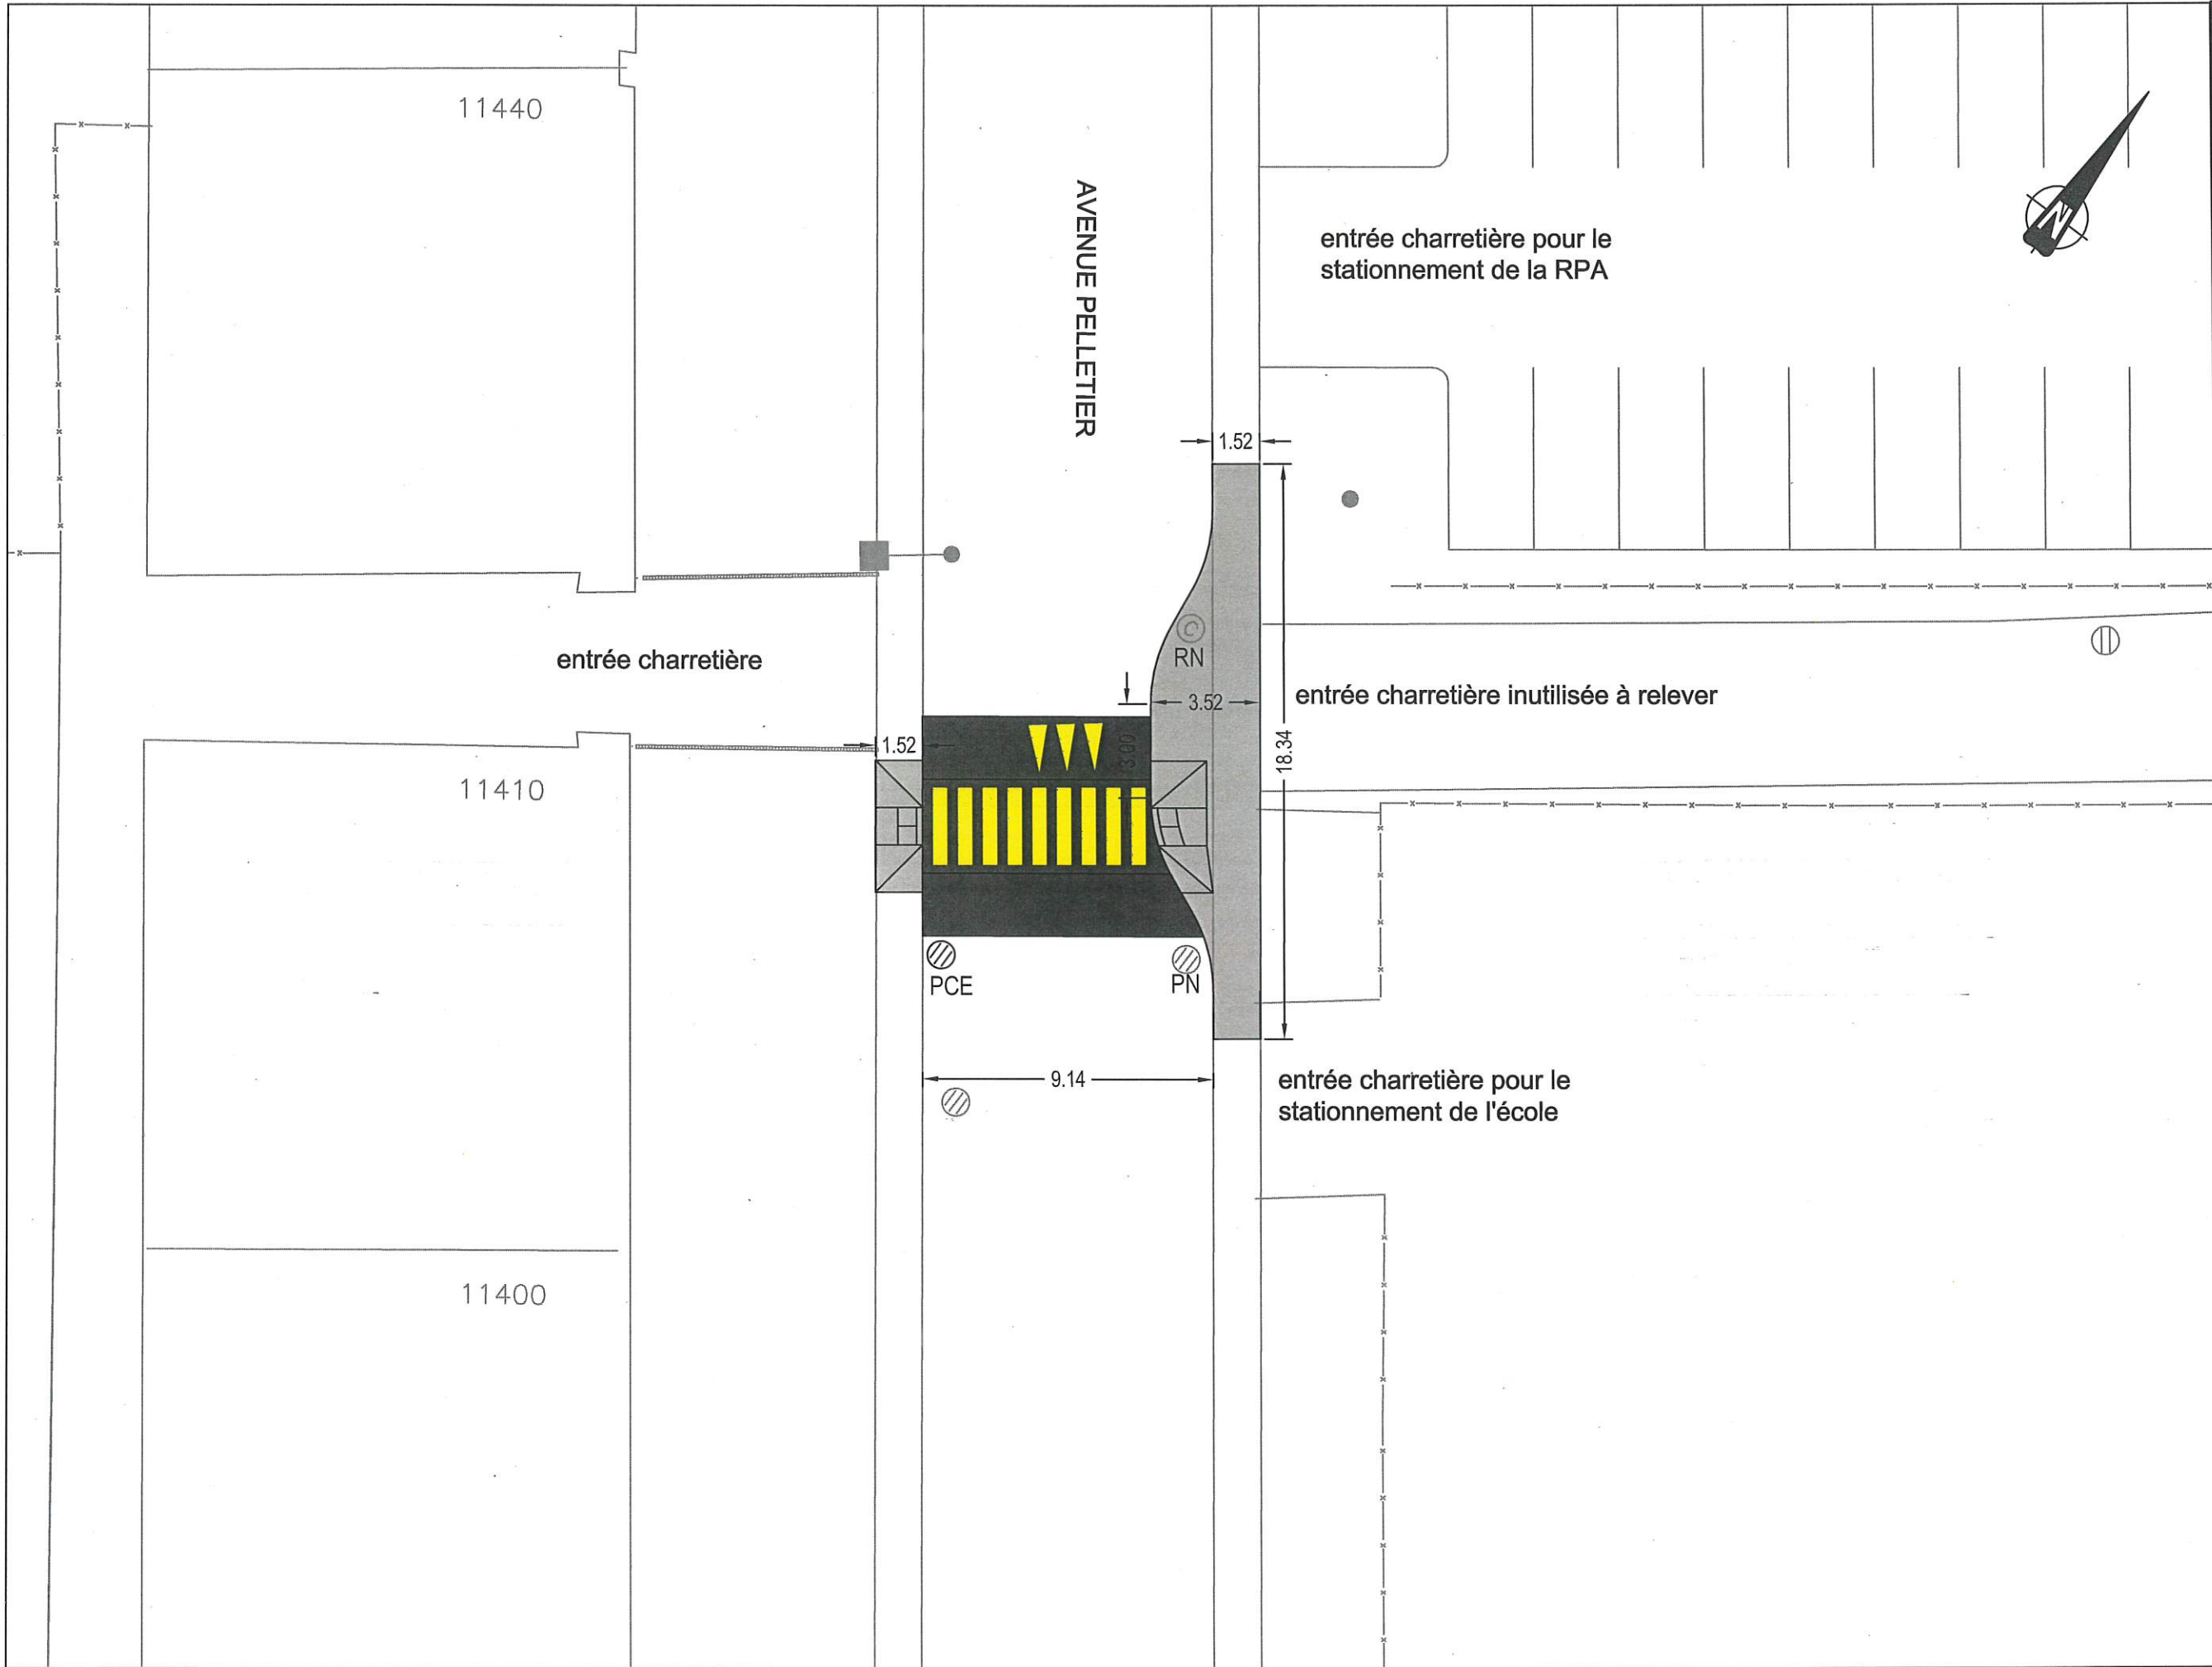 11440
N
AVENUE PELLETIER
entrée charretière pour le
stationnement de la RPA
1.52
entrée charretière
C
RN
3.52
entrée charretière inutilisée à relever
1.52
3.00
18.34
11410
PCE
PN
9.14
entrée charretière pour le
stationnement de l'école
11400